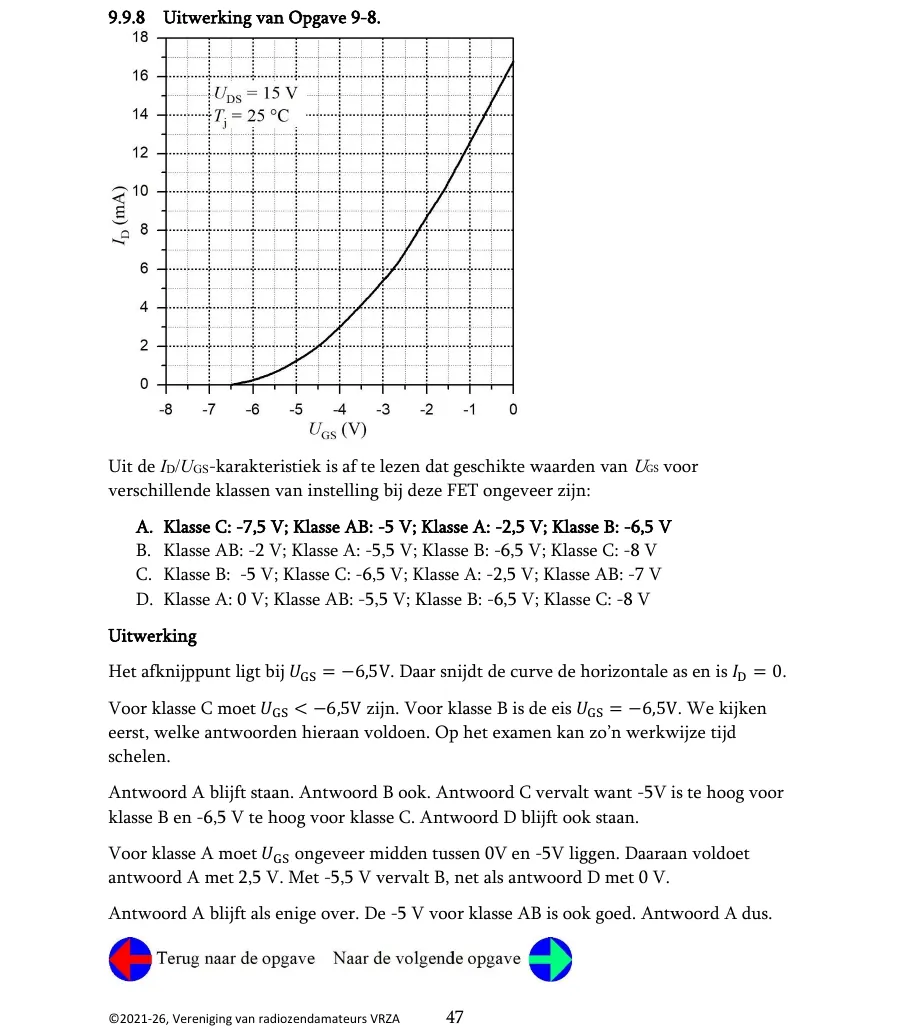 9.9.8 Uitwerking van Opgave 9-8.
18
16
14
12
10
8
6
4
2
0
I_D (mA)
U_DS = 15 V
T_j = 25 °C
-8 -7 -6 -5 -4 -3 -2 -1 0
U_GS (V)
Uit de I_D/U_GS-karakteristiek is af te lezen dat geschikte waarden van U_GS voor
verschillende klassen van instelling bij deze FET ongeveer zijn:
A. Klasse C: -7,5 V; Klasse AB: -5 V; Klasse A: -2,5 V; Klasse B: -6,5 V
B. Klasse AB: -2 V; Klasse A: -5,5 V; Klasse B: -6,5 V; Klasse C: -8 V
C. Klasse B: -5 V; Klasse C: -6,5 V; Klasse A: -2,5 V; Klasse AB: -7 V
D. Klasse A: 0 V; Klasse AB: -5,5 V; Klasse B: -6,5 V; Klasse C: -8 V
Uitwerking
Het afknijppunt ligt bij U_GS = −6,5V. Daar snijdt de curve de horizontale as en is I_D = 0.
Voor klasse C moet U_GS < −6,5V zijn. Voor klasse B is de eis U_GS = −6,5V. We kijken
eerst, welke antwoorden hieraan voldoen. Op het examen kan zo’n werkwijze tijd
schelen.
Antwoord A blijft staan. Antwoord B ook. Antwoord C vervalt want -5V is te hoog voor
klasse B en -6,5 V te hoog voor klasse C. Antwoord D blijft ook staan.
Voor klasse A moet U_GS ongeveer midden tussen 0V en -5V liggen. Daaraan voldoet
antwoord A met 2,5 V. Met -5,5 V vervalt B, net als antwoord D met 0 V.
Antwoord A blijft als enige over. De -5 V voor klasse AB is ook goed. Antwoord A dus.
Terug naar de opgave Naar de volgende opgave
©2021-26, Vereniging van radiozendamateurs VRZA 47